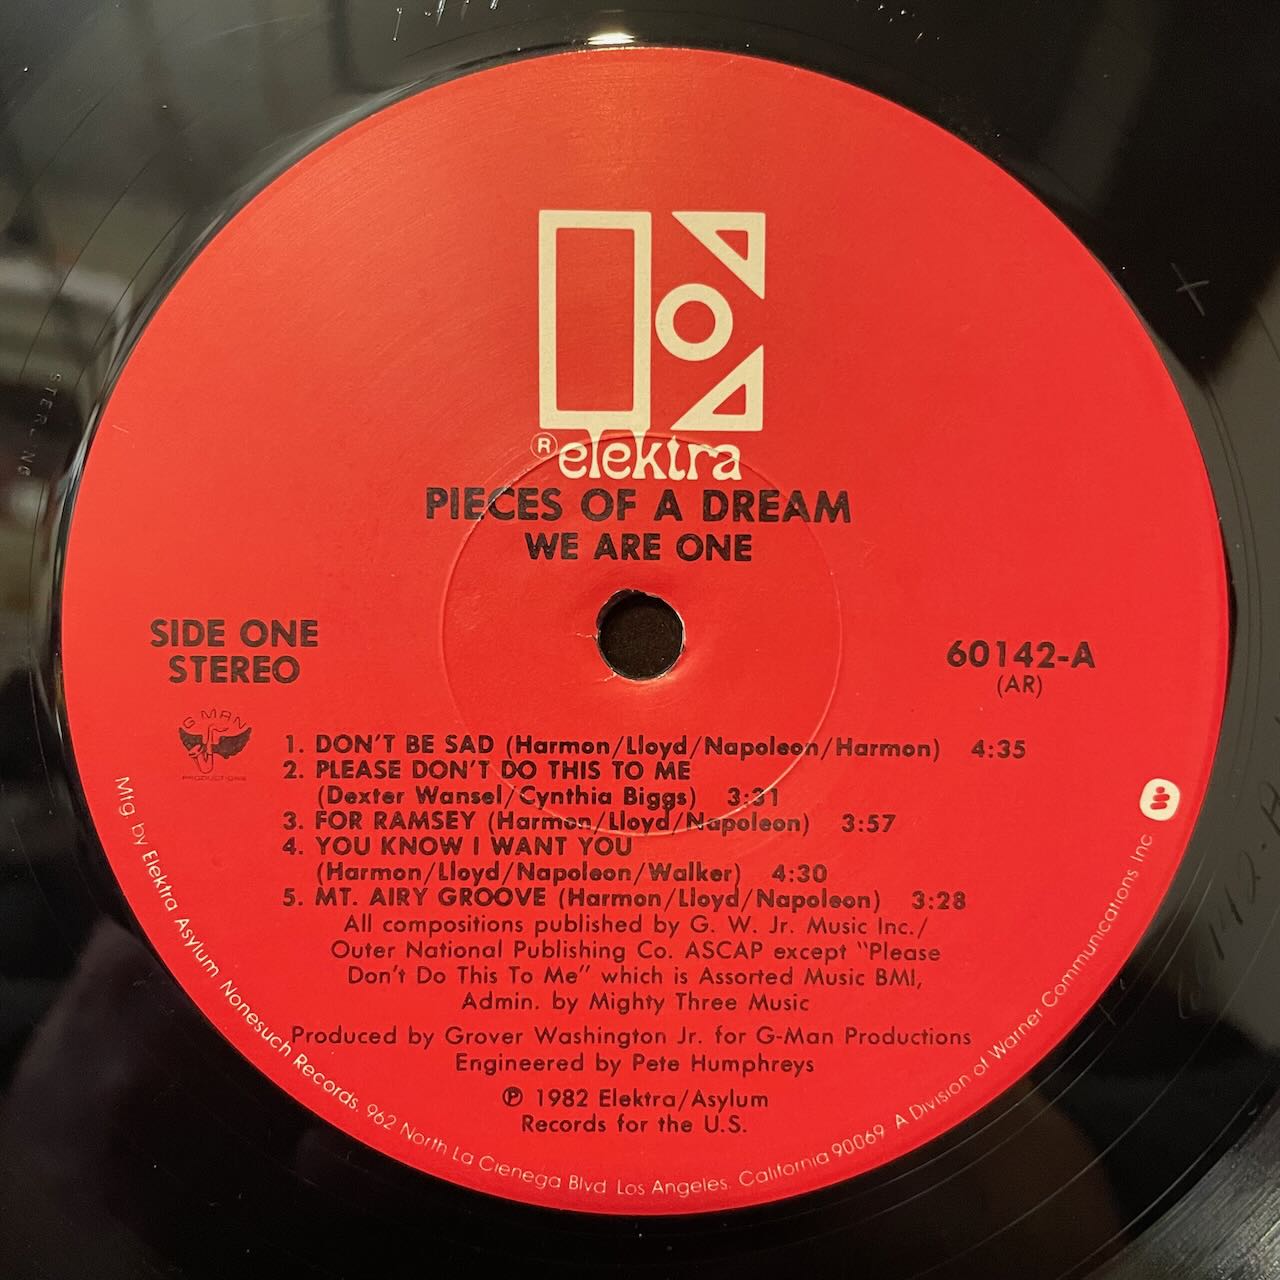 ® elektra
PIECES OF A DREAM
WE ARE ONE
SIDE ONE
STEREO
60142-A
(AR)
G MAN
PRODUCTIONS
1. DON'T BE SAD (Harmon/Lloyd/Napoleon/Harmon) 4:35
2. PLEASE DON'T DO THIS TO ME
(Dexter Wansel/Cynthia Biggs) 3:31
3. FOR RAMSEY (Harmon/Lloyd/Napoleon) 3:57
4. YOU KNOW I WANT YOU
(Harmon/Lloyd/Napoleon/Walker) 4:30
5. MT. AIRY GROOVE (Harmon/Lloyd/Napoleon) 3:28
All compositions published by G. W. Jr. Music Inc./
Outer National Publishing Co. ASCAP except "Please
Don't Do This To Me" which is Assorted Music BMI,
Admin. by Mighty Three Music
Produced by Grover Washington Jr. for G-Man Productions
Engineered by Pete Humphreys
℗ 1982 Elektra/Asylum
Records for the U.S.
Mfg. by Elektra Asylum Nonesuch Records, 962 North La Cienega Blvd Los Angeles, California 90069 A Division of Warner Communications Inc